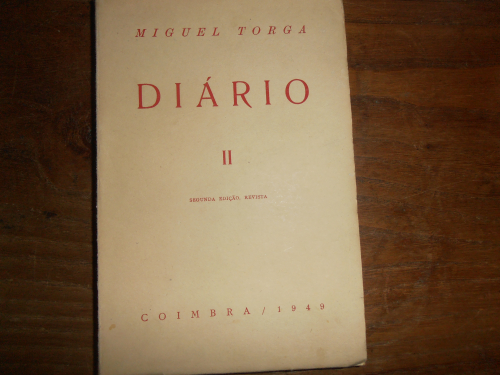 MIGUEL TORGA
DIÁRIO
II
SEGUNDA EDIÇÃO, REVISTA
COIMBRA / 1949